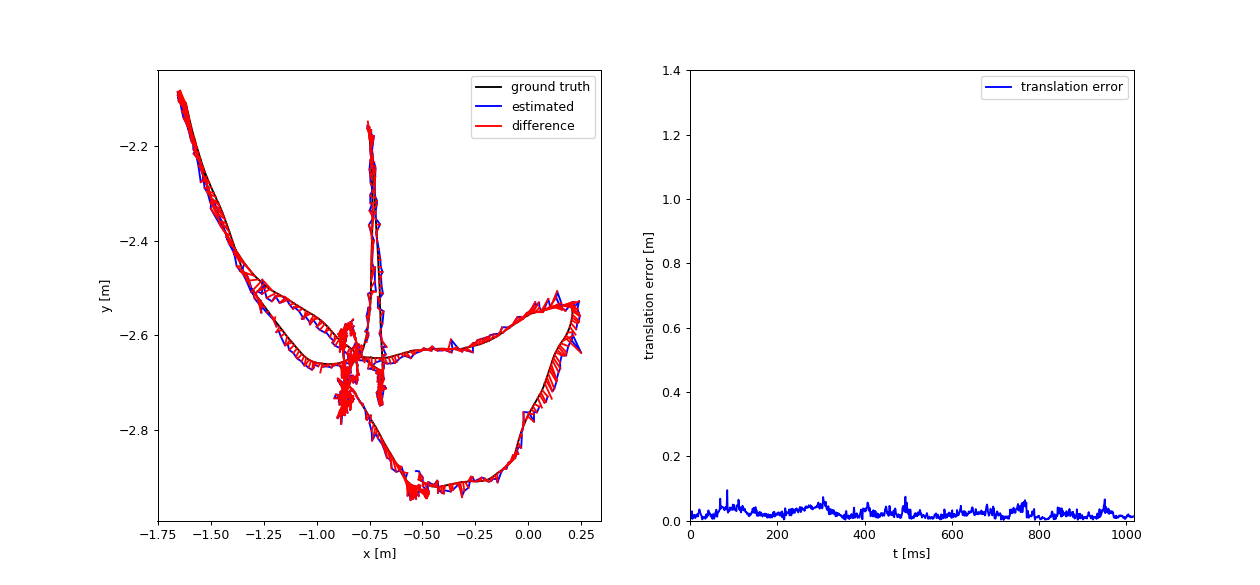 ground truth
estimated
difference
−2.2
−2.4
−2.6
−2.8
y [m]
−1.75 −1.50 −1.25 −1.00 −0.75 −0.50 −0.25 0.00 0.25
x [m]
translation error
1.4
1.2
1.0
0.8
0.6
0.4
0.2
0.0
translation error [m]
0 200 400 600 800 1000
t [ms]